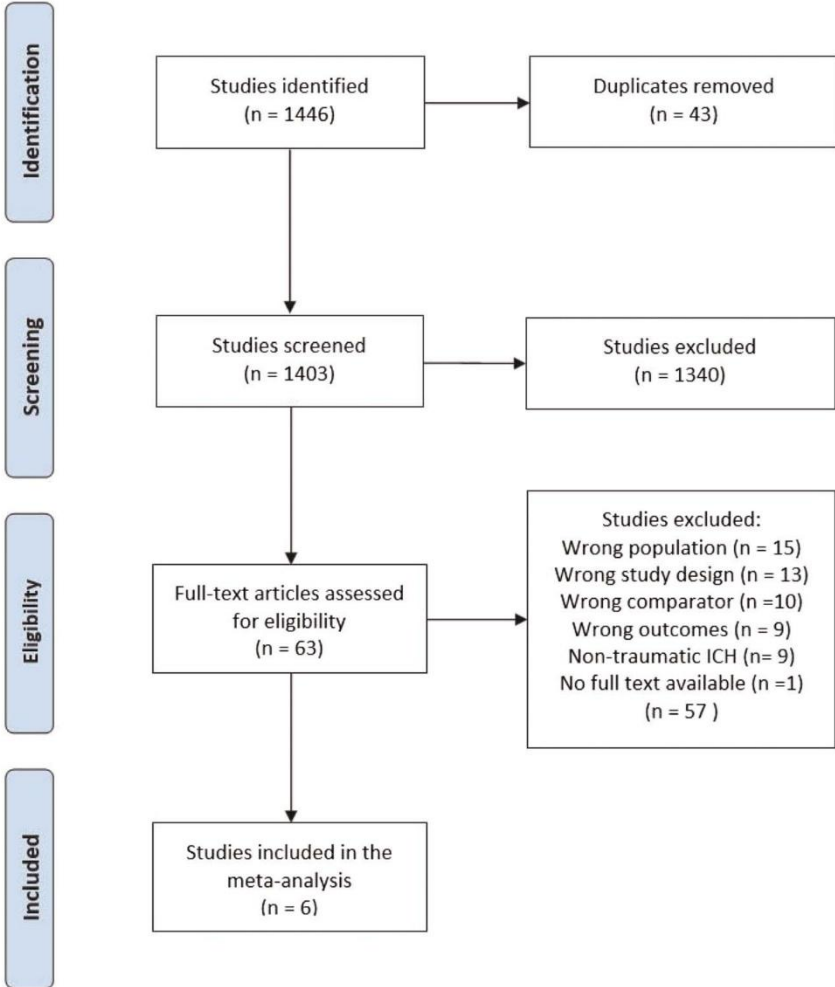 Identification
Studies identified
(n = 1446)
Duplicates removed
(n = 43)
Screening
Studies screened
(n = 1403)
Studies excluded
(n = 1340)
Eligibility
Full-text articles assessed
for eligibility
(n = 63)
Studies excluded:
Wrong population (n = 15)
Wrong study design (n = 13)
Wrong comparator (n =10)
Wrong outcomes (n = 9)
Non-traumatic ICH (n= 9)
No full text available (n =1)
(n = 57 )
Included
Studies included in the
meta-analysis
(n = 6)